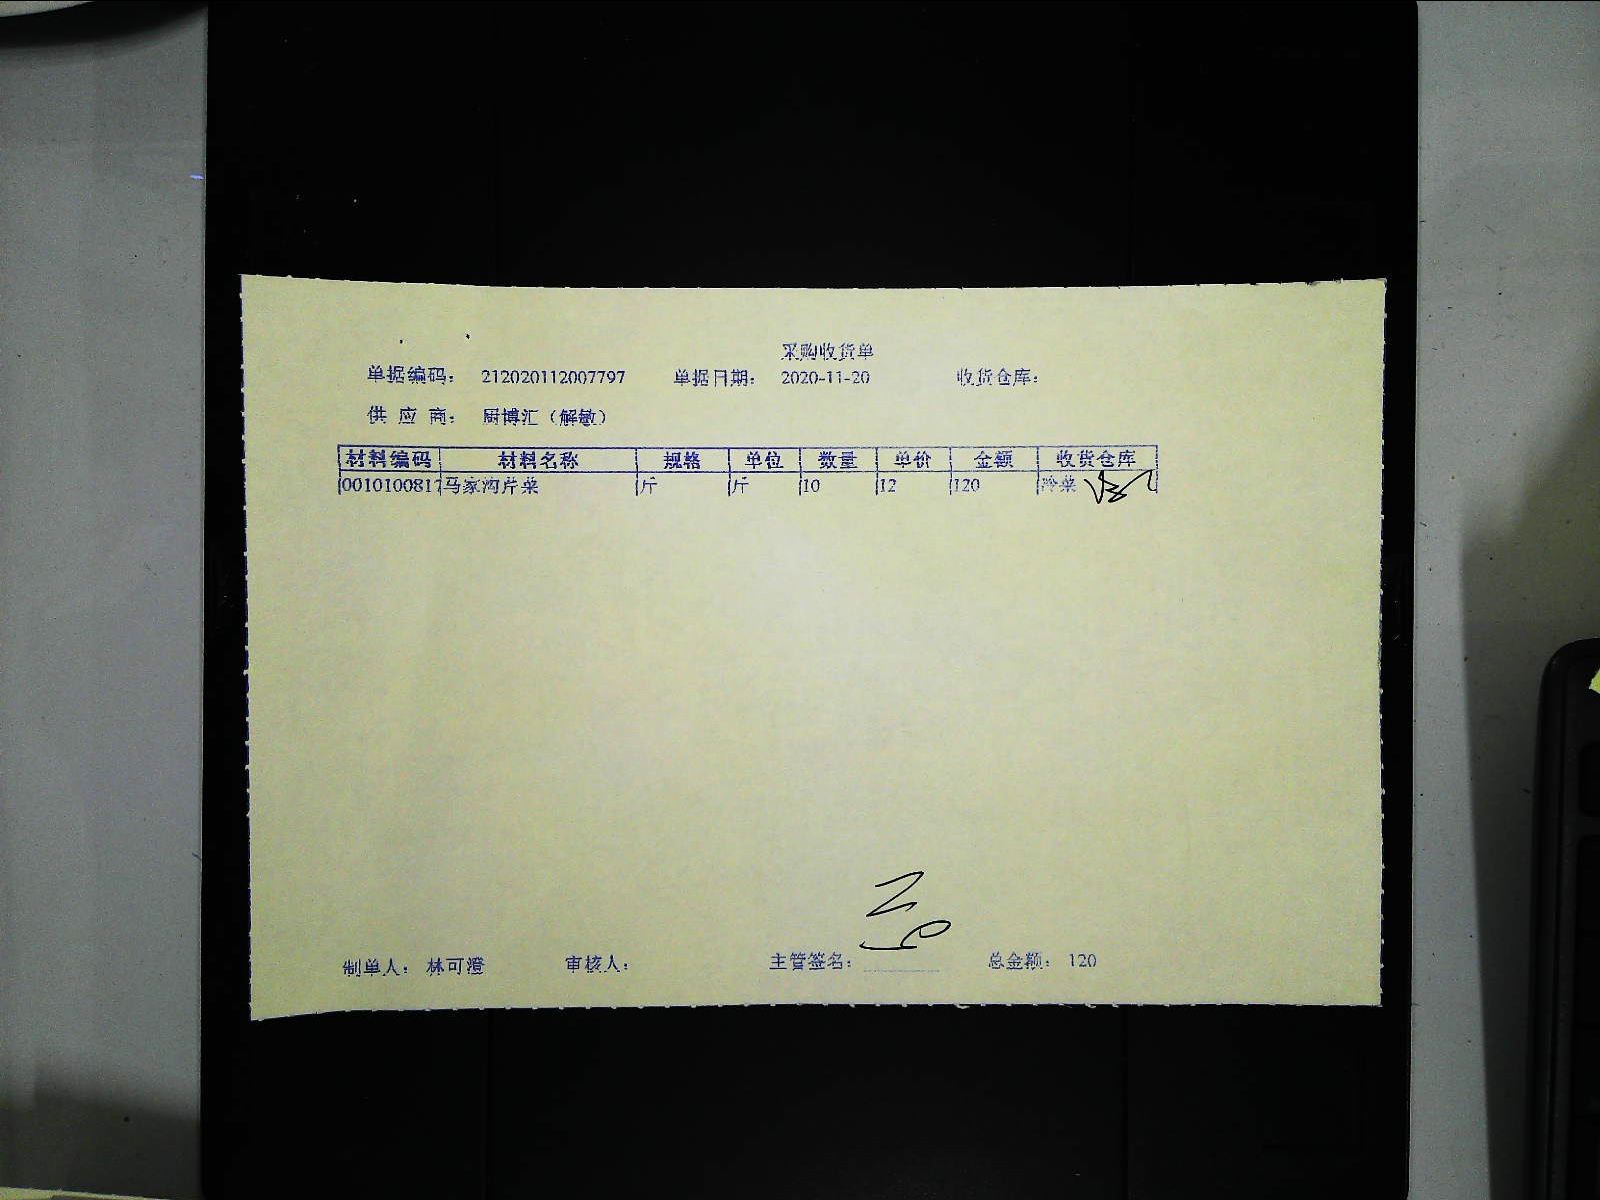 采购收货单
单据编码： 212020112007797 单据日期： 2020-11-20 收货仓库：
供 应 商： 厨博汇（解敏）
材料编码 材料名称 规格 单位 数量 单价 金额 收货仓库
0010100817 马家沟芹菜 斤 斤 10 12 120 冷菜
制单人： 林可澄 审核人： 主管签名： 总金额： 120